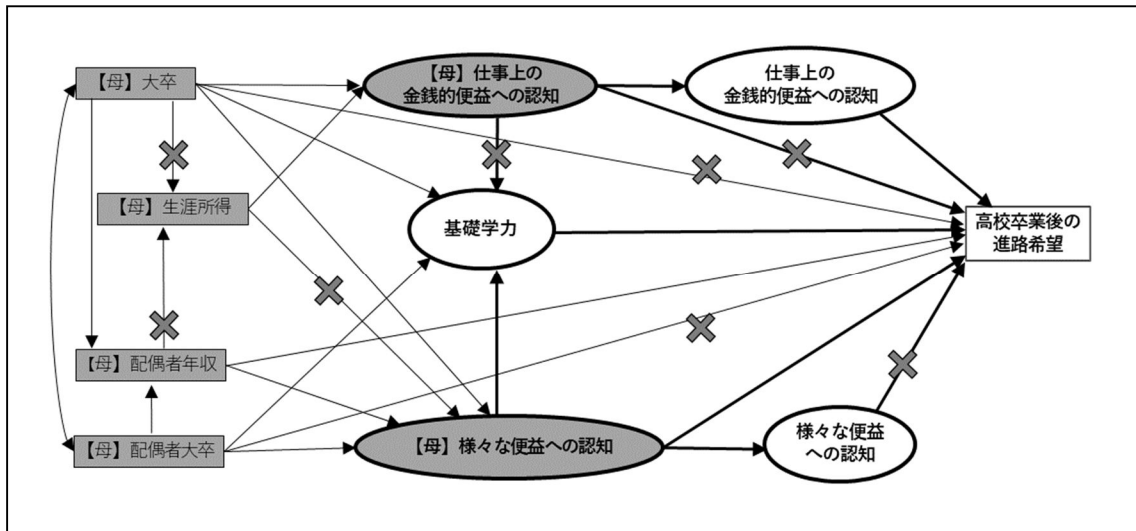 【母】大卒
【母】仕事上の
金銭的便益への認知
仕事上の
金銭的便益への認知
【母】生涯所得
基礎学力
高校卒業後の
進路希望
【母】配偶者年収
【母】配偶者大卒
【母】様々な便益への認知
様々な便益
への認知